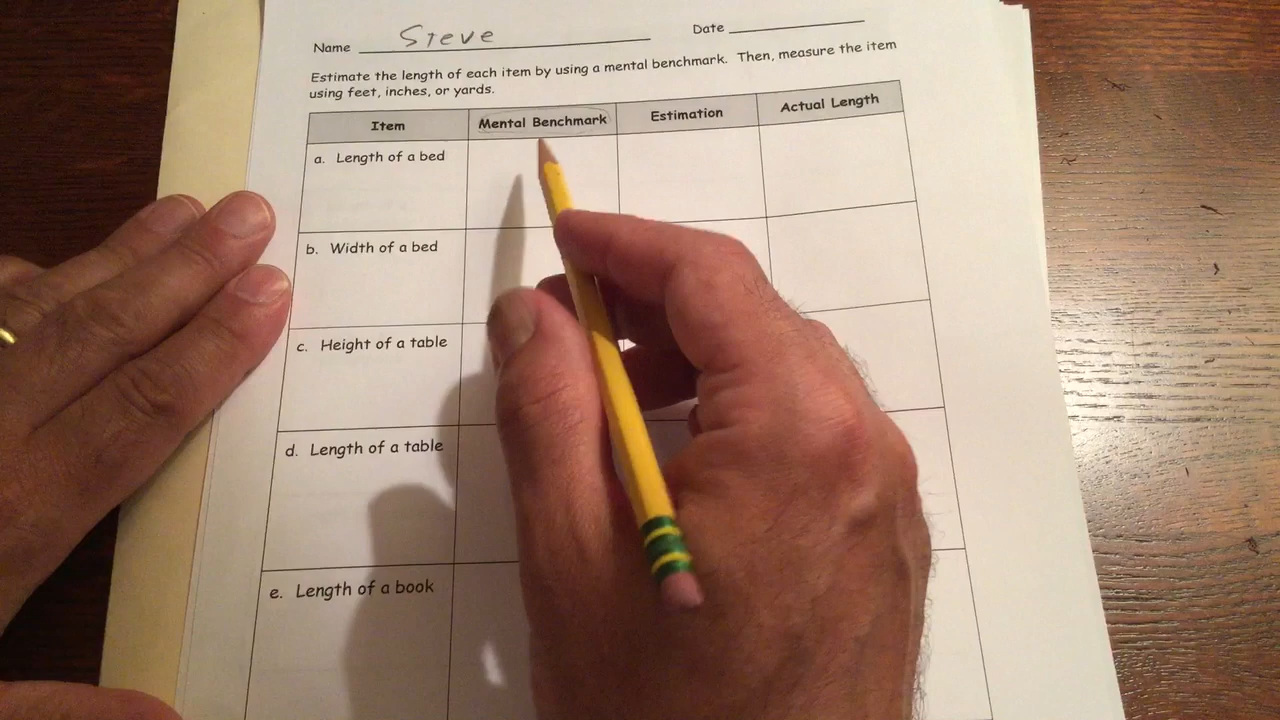 Name Steve Date
Estimate the length of each item by using a mental benchmark. Then, measure the item
using feet, inches, or yards.
Item Mental Benchmark Estimation Actual Length
a. Length of a bed
b. Width of a bed
c. Height of a table
d. Length of a table
e. Length of a book